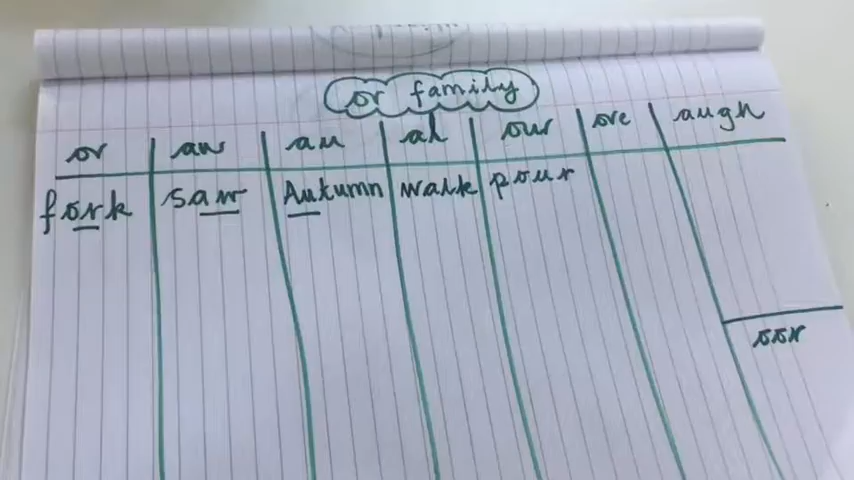 or family
or aw au al our ore augh
fork saw Autumn walk pour
oor